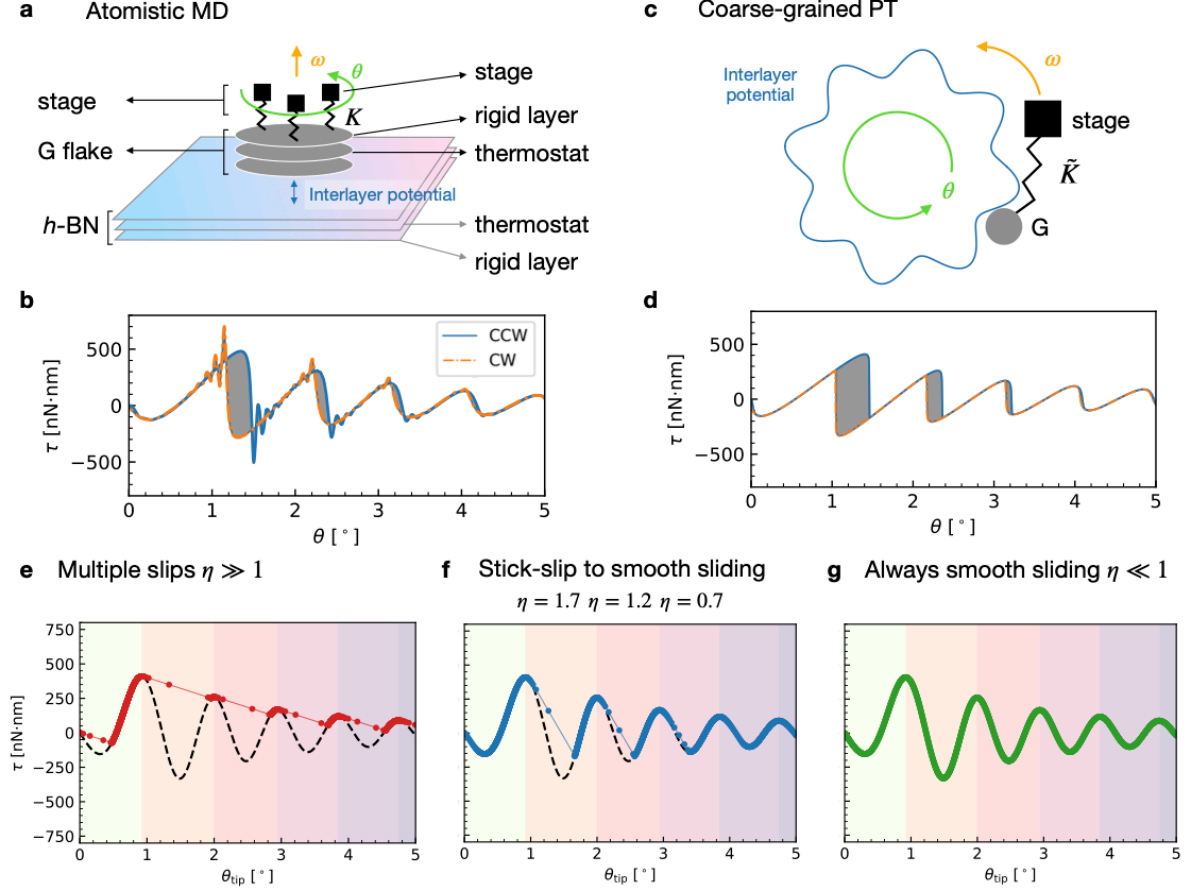 a Atomistic MD
ω
θ
stage
stage
K
rigid layer
G flake
thermostat
Interlayer potential
h-BN
thermostat
rigid layer
c Coarse-grained PT
Interlayer
potential
ω
stage
K̃
θ
G
b
CCW
CW
500
0
−500
τ [nN·nm]
0 1 2 3 4 5
θ [°]
d
500
0
−500
τ [nN·nm]
0 1 2 3 4 5
θ [°]
e Multiple slips η ≫ 1
750
500
250
0
−250
−500
−750
τ [nN·nm]
0 1 2 3 4 5
θtip [°]
f Stick-slip to smooth sliding
η = 1.7 η = 1.2 η = 0.7
0 1 2 3 4 5
θtip [°]
g Always smooth sliding η ≪ 1
0 1 2 3 4 5
θtip [°]